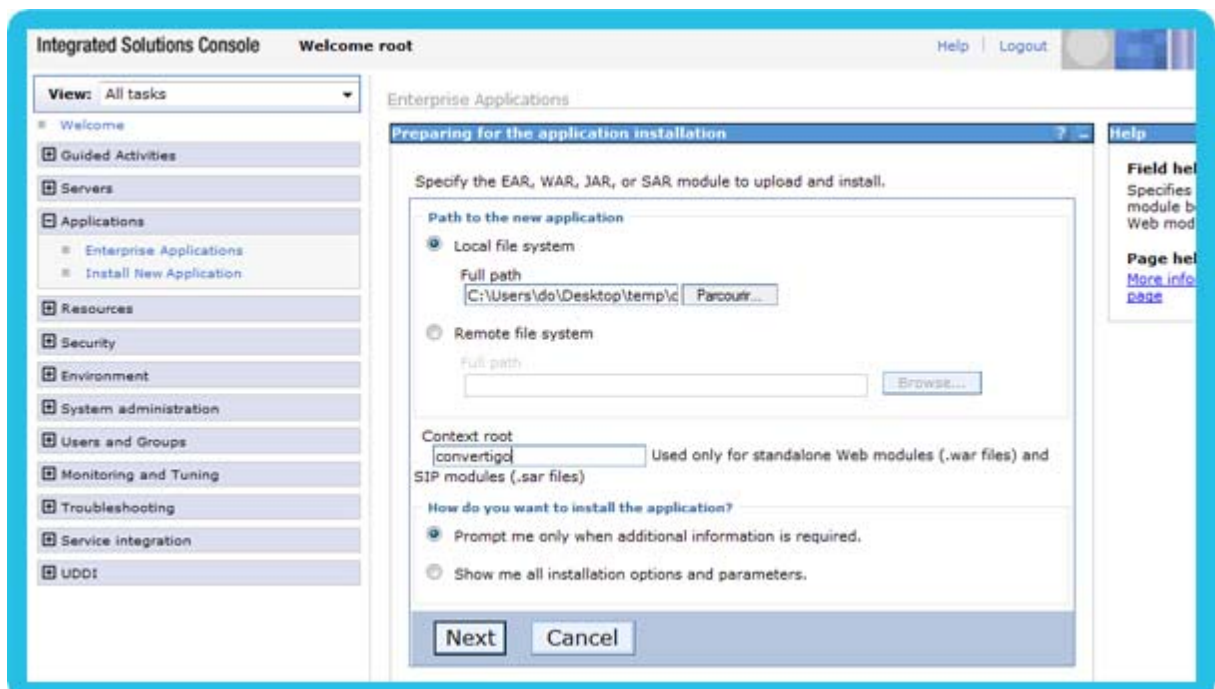 Integrated Solutions Console Welcome root Help Logout
View: All tasks
Welcome
Guided Activities
Servers
Applications
Enterprise Applications
Install New Application
Resources
Security
Environment
System administration
Users and Groups
Monitoring and Tuning
Troubleshooting
Service integration
UDDI
Enterprise Applications
Preparing for the application installation ? -
Specify the EAR, WAR, JAR, or SAR module to upload and install.
Path to the new application
Local file system
Full path
C:\Users\do\Desktop\temp\c Parcourir...
Remote file system
Full path
Browse...
Context root
convertigo Used only for standalone Web modules (.war files) and
SIP modules (.sar files)
How do you want to install the application?
Prompt me only when additional information is required.
Show me all installation options and parameters.
Next Cancel
Help
Field hel
Specifies
module b
Web mod
Page hel
More info
page